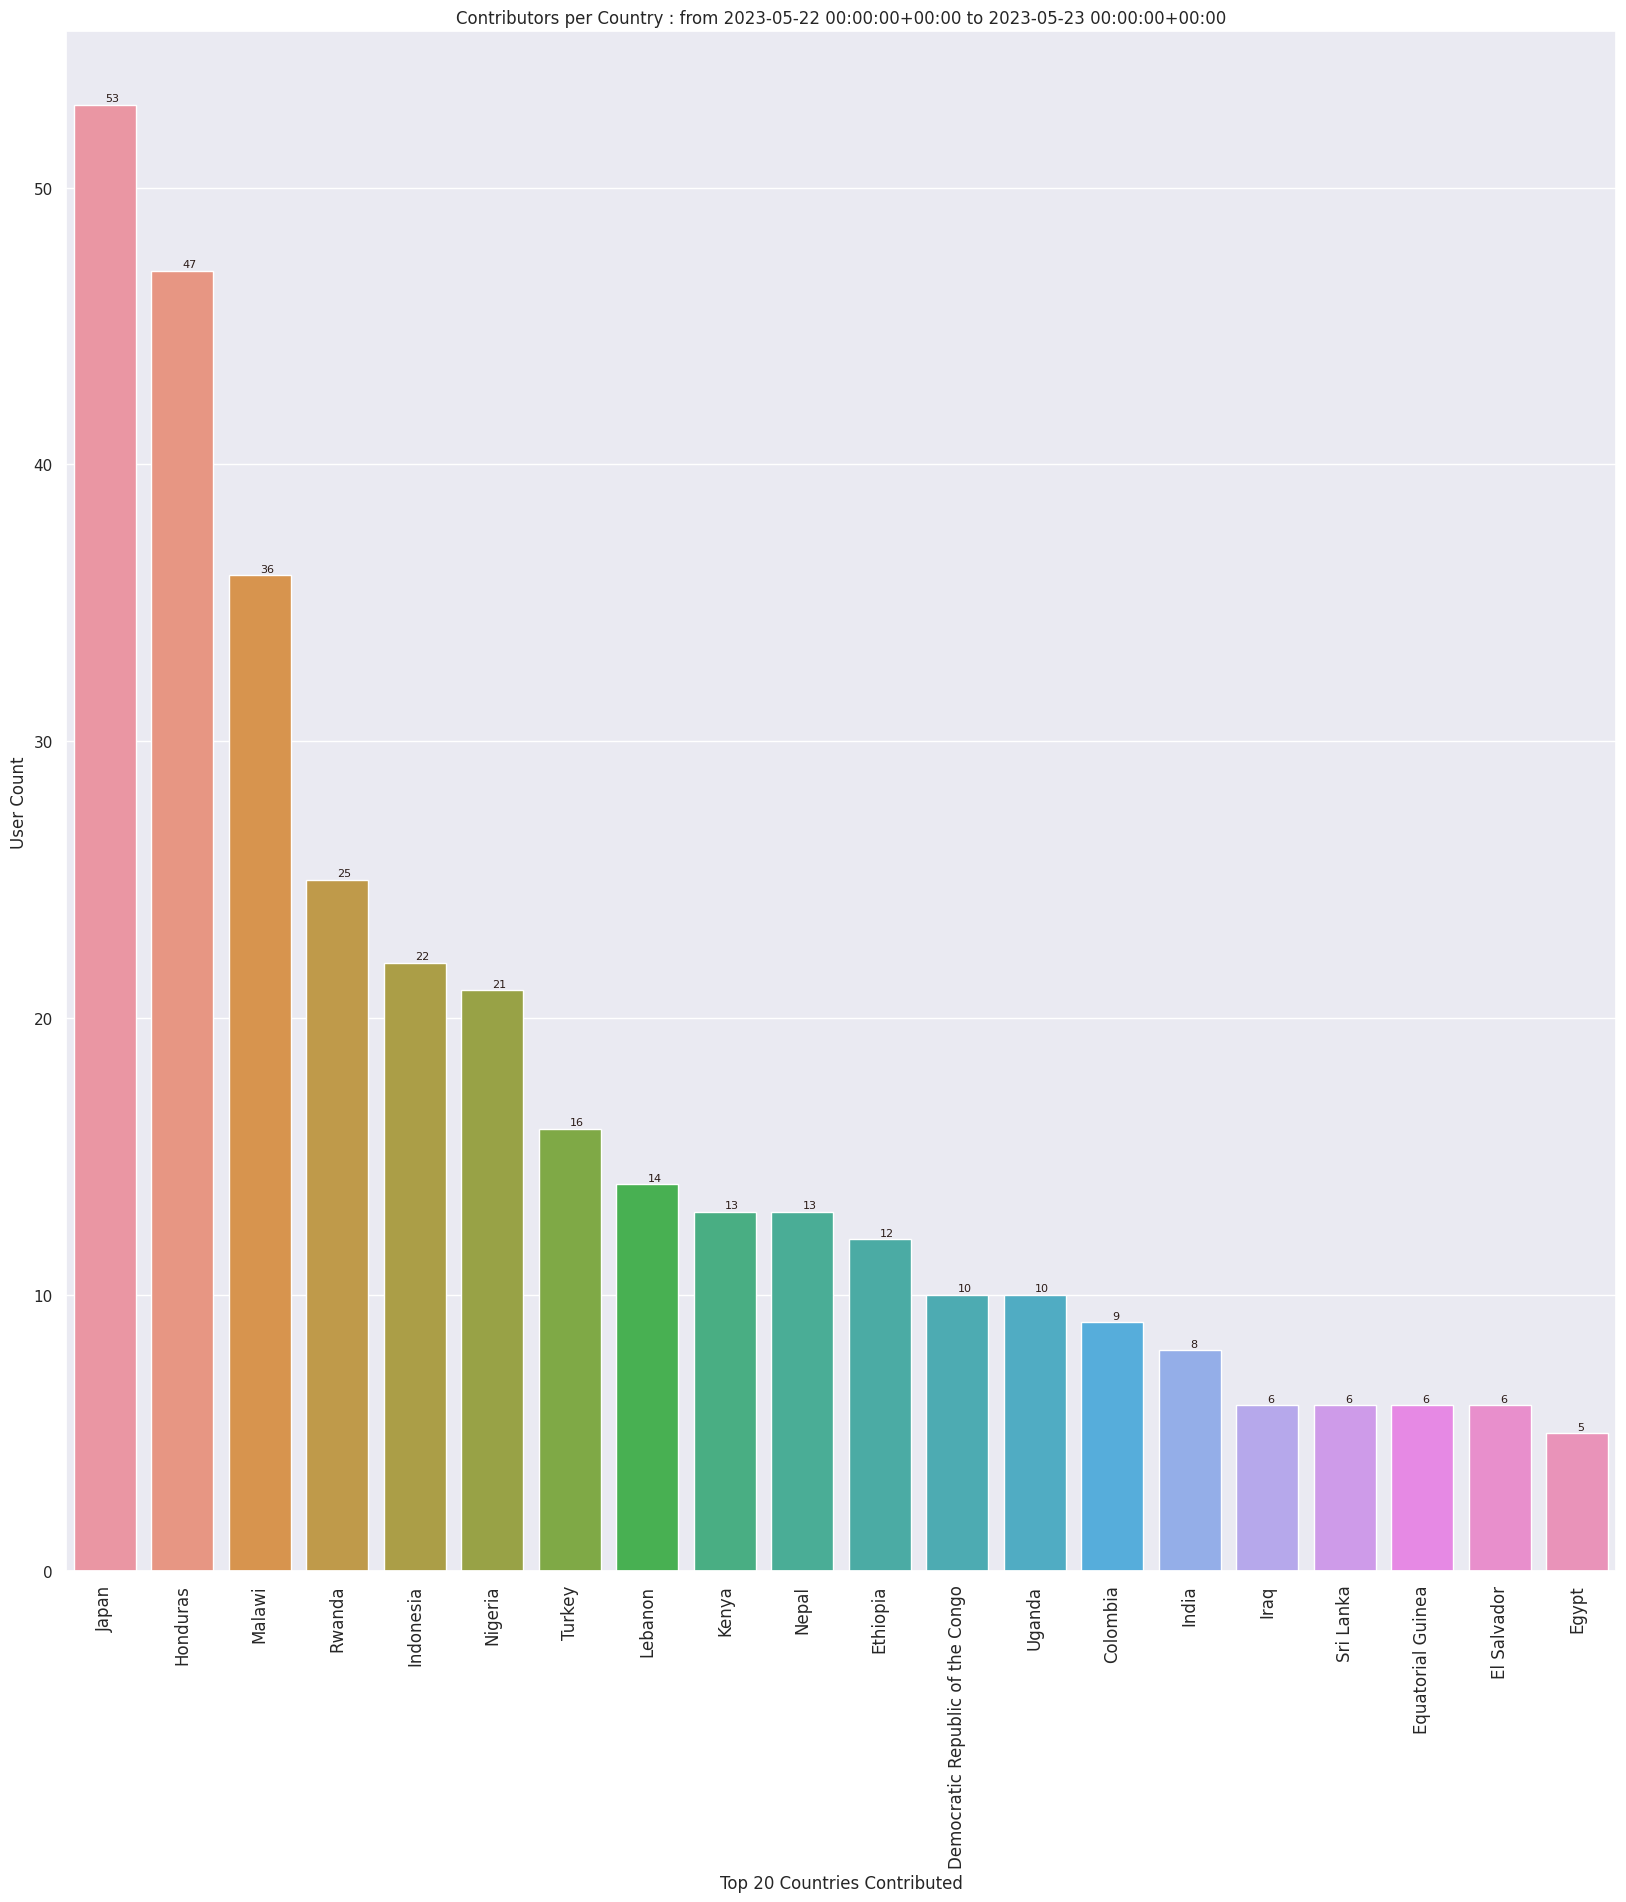 Contributors per Country : from 2023-05-22 00:00:00+00:00 to 2023-05-23 00:00:00+00:00
User Count
50
40
30
20
10
0
53
47
36
25
22
21
16
14
13
13
12
10
10
9
8
6
6
6
6
5
Japan
Honduras
Malawi
Rwanda
Indonesia
Nigeria
Turkey
Lebanon
Kenya
Nepal
Ethiopia
Democratic Republic of the Congo
Uganda
Colombia
India
Iraq
Sri Lanka
Equatorial Guinea
El Salvador
Egypt
Top 20 Countries Contributed